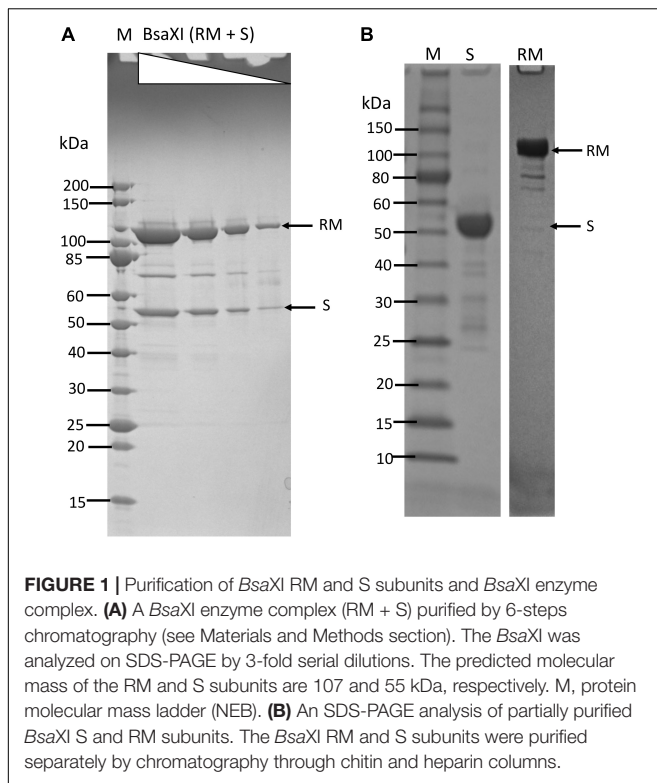 A
M BsaXI (RM + S)
kDa
200
150
100
85
60
50
40
30
25
20
15
RM
S
B
M S RM
kDa
150
100
80
60
50
40
30
25
20
15
10
RM
S
FIGURE 1 | Purification of BsaXI RM and S subunits and BsaXI enzyme
complex. (A) A BsaXI enzyme complex (RM + S) purified by 6-steps
chromatography (see Materials and Methods section). The BsaXI was
analyzed on SDS-PAGE by 3-fold serial dilutions. The predicted molecular
mass of the RM and S subunits are 107 and 55 kDa, respectively. M, protein
molecular mass ladder (NEB). (B) An SDS-PAGE analysis of partially purified
BsaXI S and RM subunits. The BsaXI RM and S subunits were purified
separately by chromatography through chitin and heparin columns.